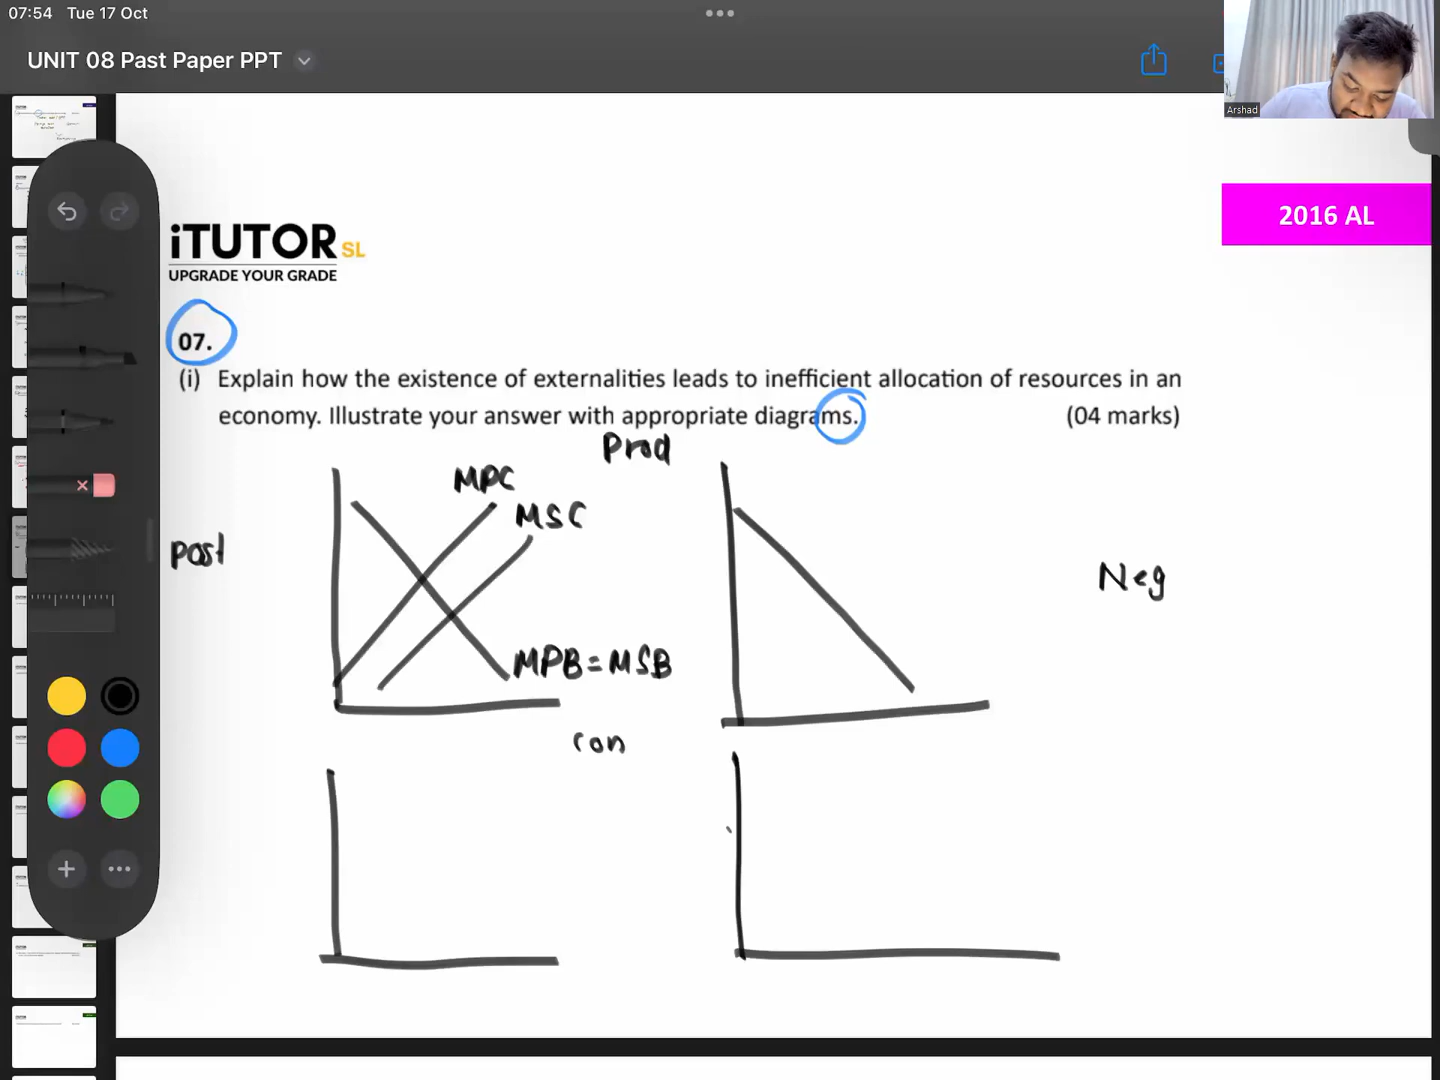 07:54 Tue 17 Oct
UNIT 08 Past Paper PPT
Arshad
2016 AL
iTUTOR SL
UPGRADE YOUR GRADE
07.
(i) Explain how the existence of externalities leads to inefficient allocation of resources in an
economy. Illustrate your answer with appropriate diagrams. (04 marks)
Prod
MPC
MSC
post
Neg
MPB = MSB
con